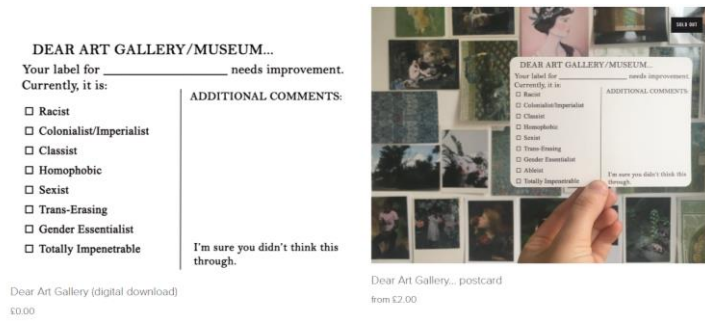 DEAR ART GALLERY/MUSEUM...
Your label for ____________________ needs improvement.
Currently, it is:
☐ Racist
☐ Colonialist/Imperialist
☐ Classist
☐ Homophobic
☐ Sexist
☐ Trans-Erasing
☐ Gender Essentialist
☐ Totally Impenetrable
ADDITIONAL COMMENTS:
I'm sure you didn't think this
through.
Dear Art Gallery (digital download)
£0.00
SOLD OUT
DEAR ART GALLERY/MUSEUM...
Your label for ____________________ needs improvement.
Currently, it is:
☐ Racist
☐ Colonialist/Imperialist
☐ Classist
☐ Homophobic
☐ Sexist
☐ Trans-Erasing
☐ Gender Essentialist
☐ Ableist
☐ Totally Impenetrable
ADDITIONAL COMMENTS:
I'm sure you didn't think this
through.
Dear Art Gallery... postcard
from £2.00